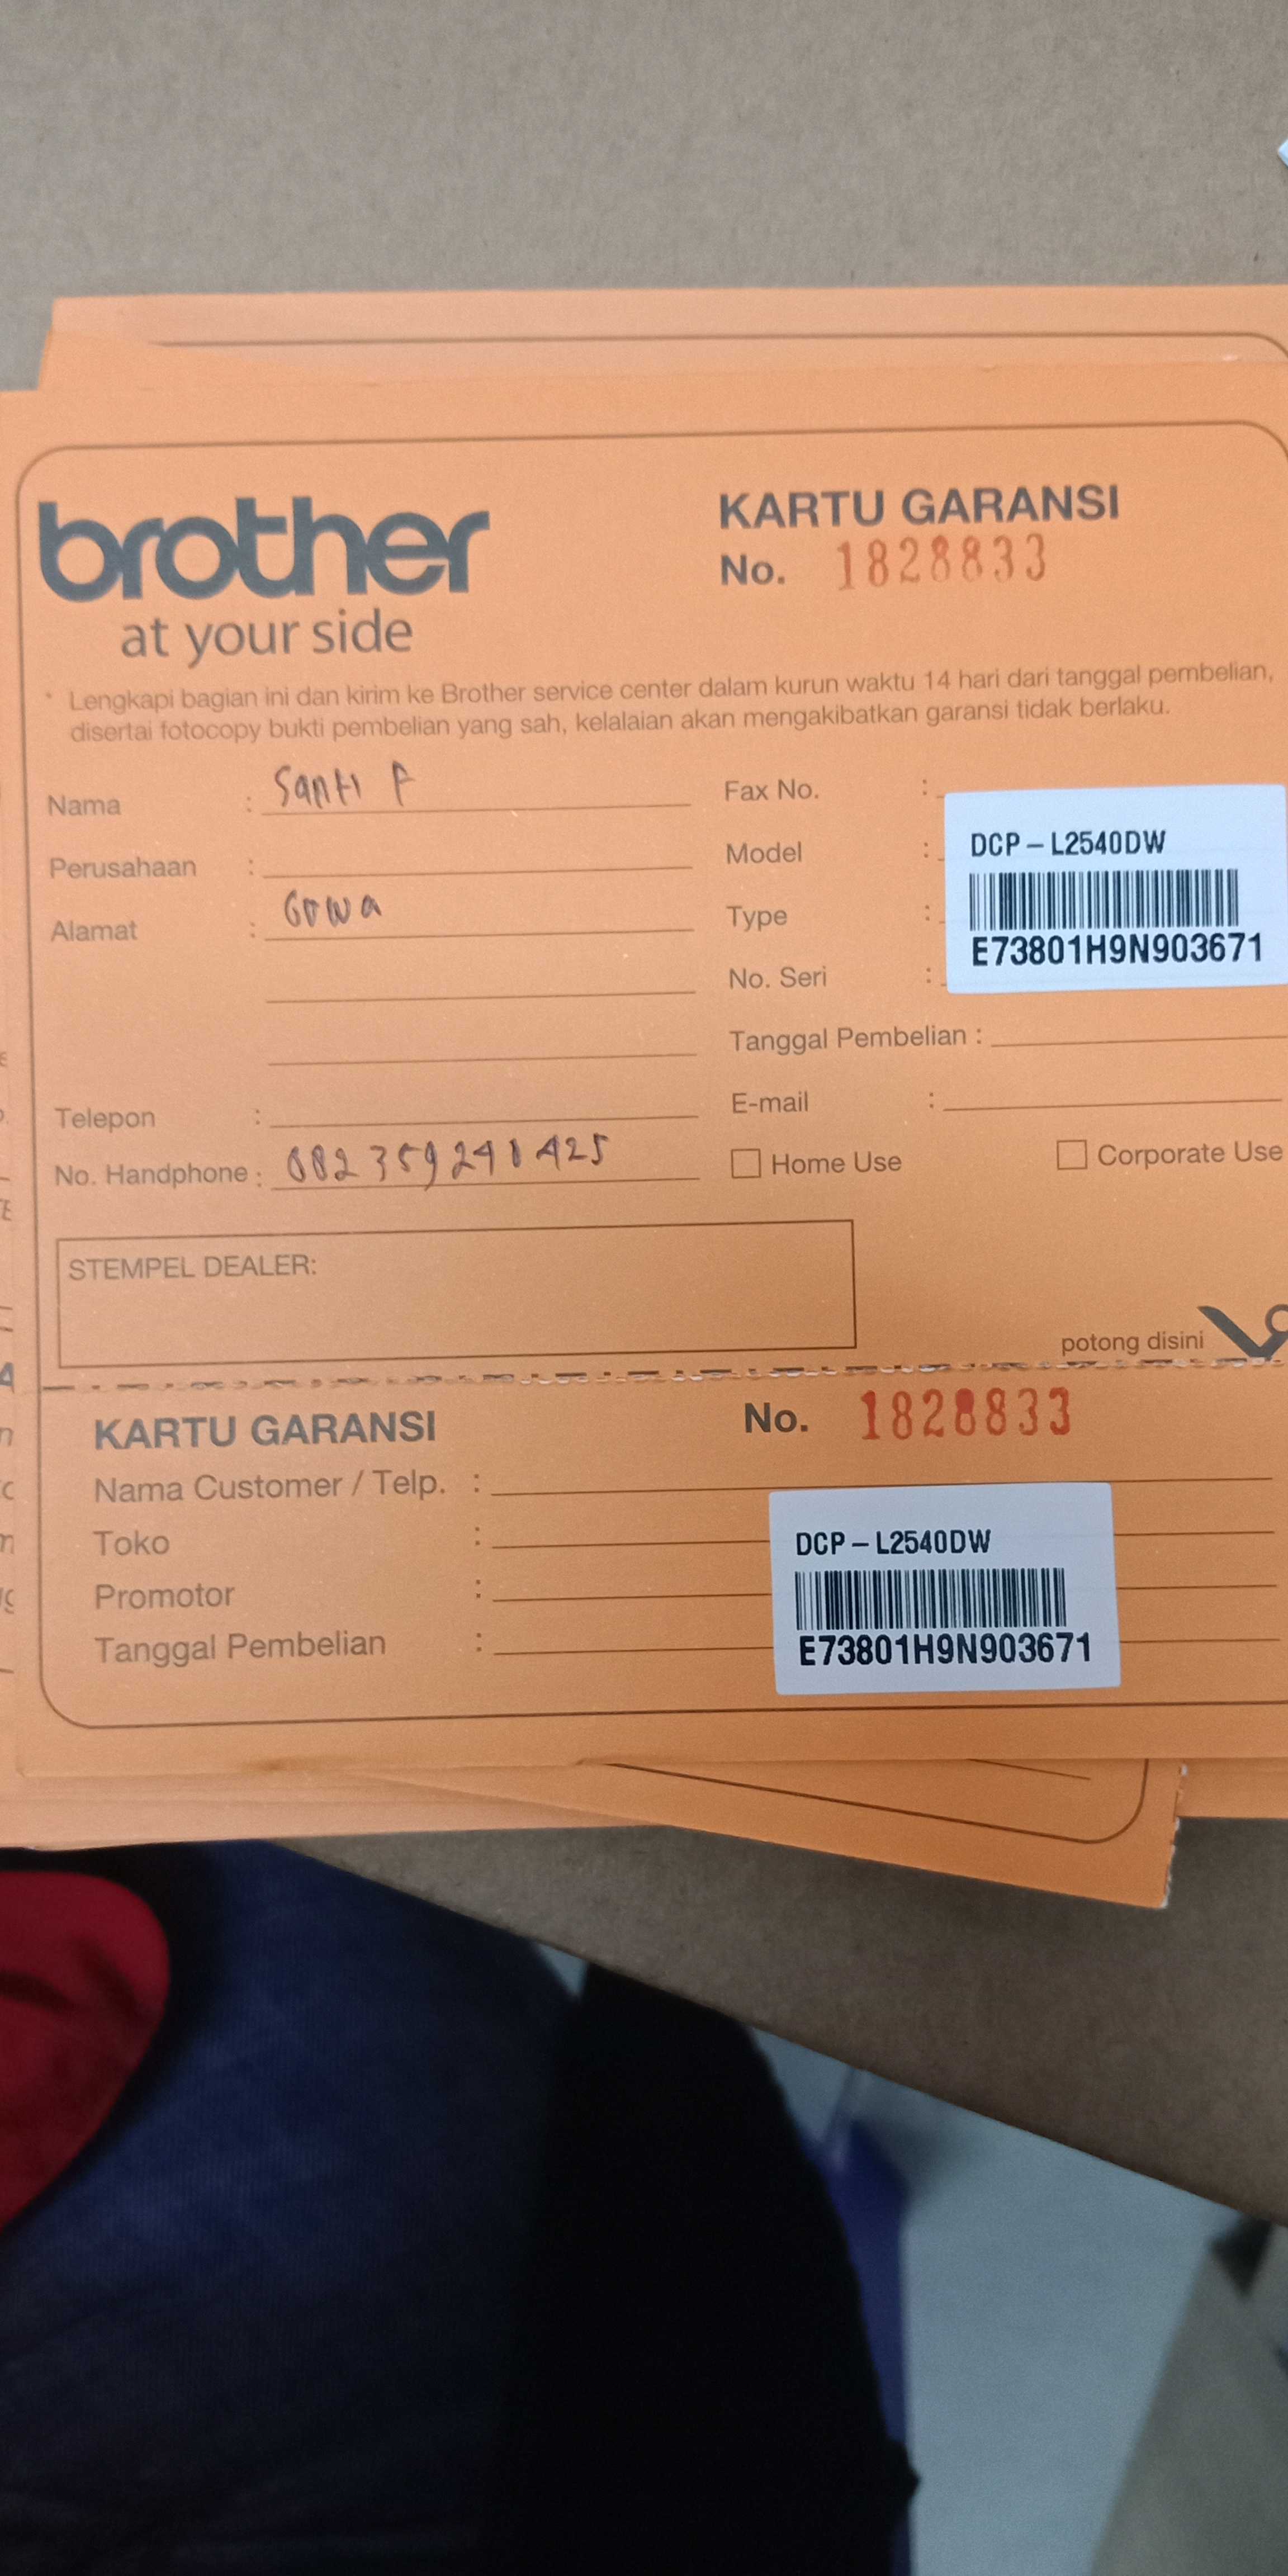 brother
at your side
KARTU GARANSI
No. 1828833
* Lengkapi bagian ini dan kirim ke Brother service center dalam kurun waktu 14 hari dari tanggal pembelian,
disertai fotocopy bukti pembelian yang sah, kelalaian akan mengakibatkan garansi tidak berlaku.
Nama : Santi F
Perusahaan :
Alamat : Gowa
Telepon :
No. Handphone : 082359241425
Fax No. :
Model :
Type :
No. Seri :
DCP – L2540DW
E73801H9N903671
Tanggal Pembelian :
E-mail :
Home Use
Corporate Use
STEMPEL DEALER:
potong disini
KARTU GARANSI
No. 1828833
Nama Customer / Telp. :
Toko :
Promotor :
Tanggal Pembelian :
DCP – L2540DW
E73801H9N903671